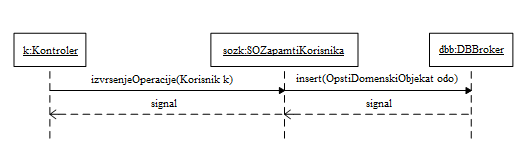 k:Kontroler
sozk:SOZapamtiKorisnika
dbb:DBBroker
izvrsenjeOperacije(Korisnik k)
insert(OpstiDomenskiObjekat odo)
signal
signal